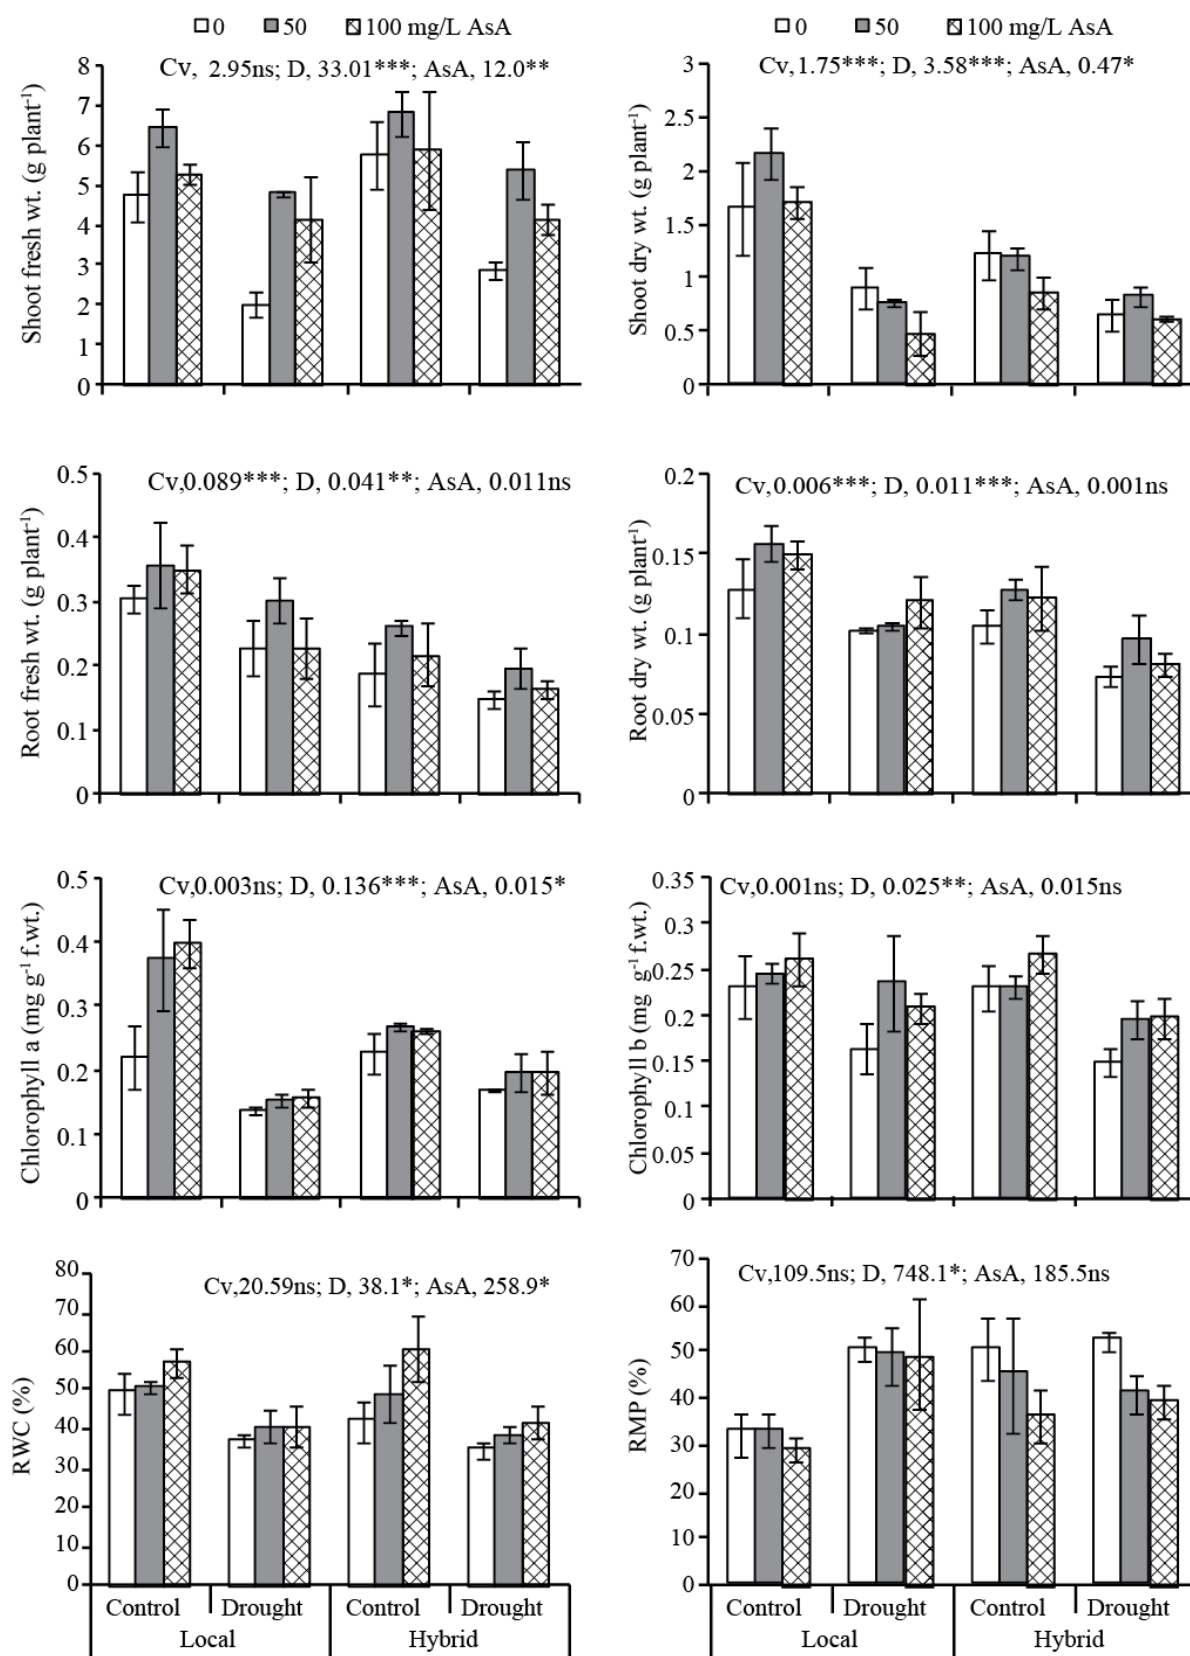 0 50 100 mg/L AsA
0 50 100 mg/L AsA
Cv, 2.95ns; D, 33.01***; AsA, 12.0**
Shoot fresh wt. (g plant⁻¹)
8
7
6
5
4
3
2
1
0
Cv,1.75***; D, 3.58***; AsA, 0.47*
Shoot dry wt. (g plant⁻¹)
3
2.5
2
1.5
1
0.5
0
Cv,0.089***; D, 0.041**; AsA, 0.011ns
Root fresh wt. (g plant⁻¹)
0.5
0.4
0.3
0.2
0.1
0
Cv,0.006***; D, 0.011***; AsA, 0.001ns
Root dry wt. (g plant⁻¹)
0.2
0.15
0.1
0.05
0
Cv,0.003ns; D, 0.136***; AsA, 0.015*
Chlorophyll a (mg g⁻¹ f.wt.)
0.5
0.4
0.3
0.2
0.1
0
Cv,0.001ns; D, 0.025**; AsA, 0.015ns
Chlorophyll b (mg g⁻¹ f.wt.)
0.35
0.3
0.25
0.2
0.15
0.1
0.05
0
Cv,20.59ns; D, 38.1*; AsA, 258.9*
RWC (%)
80
70
60
50
40
30
20
10
0
Control Drought Control Drought
Local Hybrid
Cv,109.5ns; D, 748.1*; AsA, 185.5ns
RMP (%)
70
60
50
40
30
20
10
0
Control Drought Control Drought
Local Hybrid